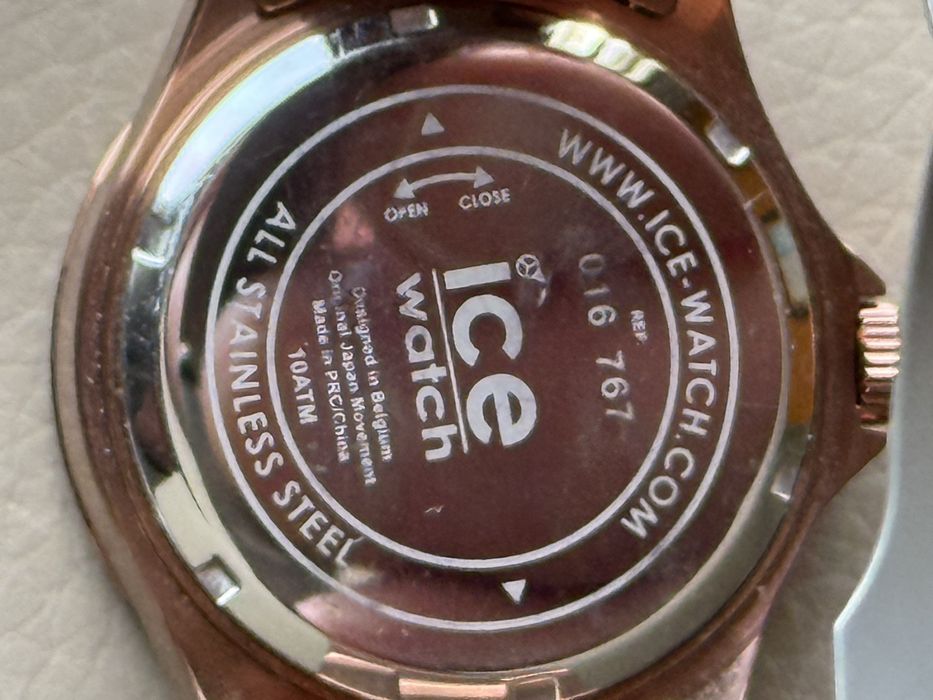 WWW.ICE-WATCH.COM
REF.
016 767
ice
watch
Designed in Belgium
Original Japan Movement
Made in PRC/China
10ATM
OPEN CLOSE
ALL STAINLESS STEEL